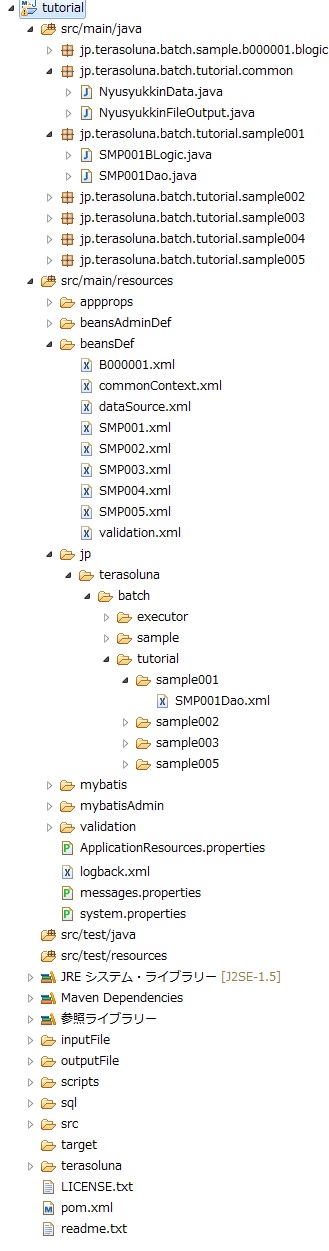 tutorial
src/main/java
jp.terasoluna.batch.sample.b000001.blogic
jp.terasoluna.batch.tutorial.common
NyusyukkinData.java
NyusyukkinFileOutput.java
jp.terasoluna.batch.tutorial.sample001
SMP001BLogic.java
SMP001Dao.java
jp.terasoluna.batch.tutorial.sample002
jp.terasoluna.batch.tutorial.sample003
jp.terasoluna.batch.tutorial.sample004
jp.terasoluna.batch.tutorial.sample005
src/main/resources
appprops
beansAdminDef
beansDef
B000001.xml
commonContext.xml
dataSource.xml
SMP001.xml
SMP002.xml
SMP003.xml
SMP004.xml
SMP005.xml
validation.xml
jp
terasoluna
batch
executor
sample
tutorial
sample001
SMP001Dao.xml
sample002
sample003
sample005
mybatis
mybatisAdmin
validation
ApplicationResources.properties
logback.xml
messages.properties
system.properties
src/test/java
src/test/resources
JRE システム・ライブラリー [J2SE-1.5]
Maven Dependencies
参照ライブラリー
inputFile
outputFile
scripts
sql
src
target
terasoluna
LICENSE.txt
pom.xml
readme.txt